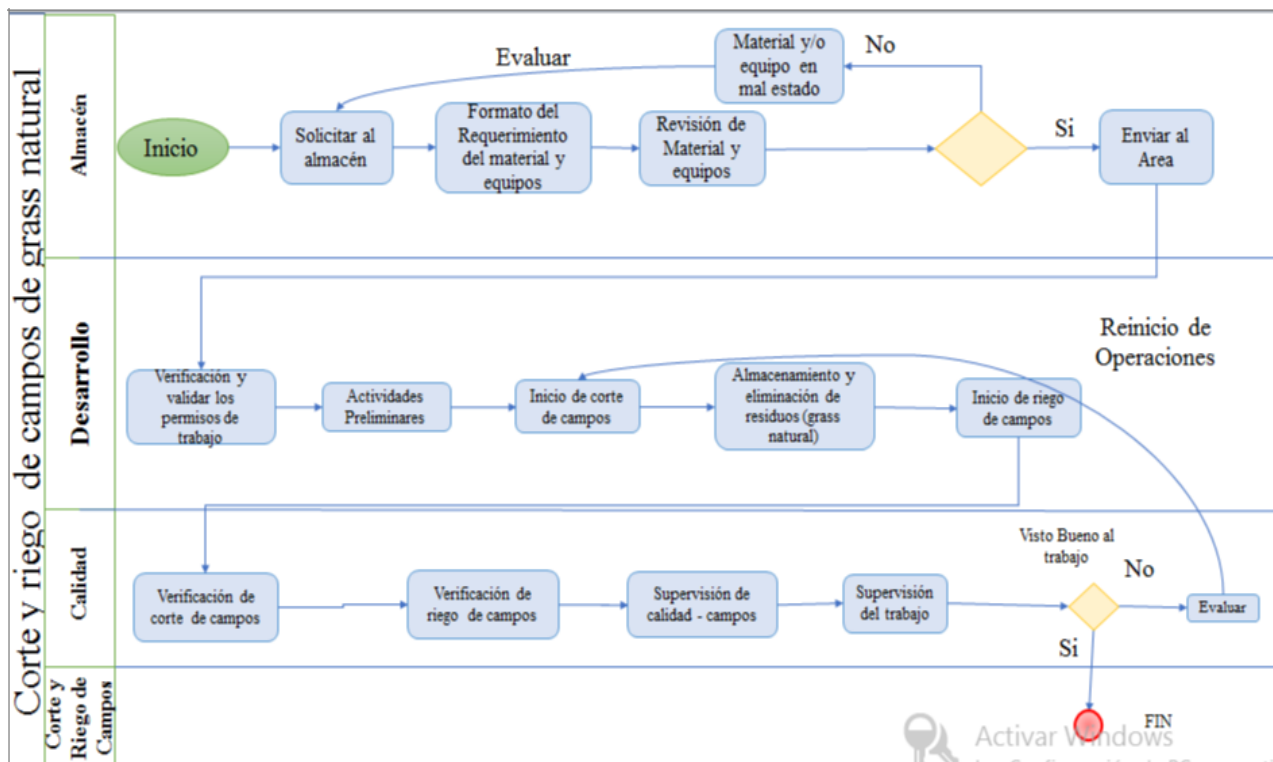 Corte y riego de campos de grass natural
Almacén
Evaluar
Material y/o
equipo en
mal estado
No
Inicio
Solicitar al
almacén
Formato del
Requerimiento
del material y
equipos
Revisión de
Material y
equipos
Si
Enviar al
Area
Desarrollo
Reinicio de
Operaciones
Verificación y
validar los
permisos de
trabajo
Actividades
Preliminares
Inicio de corte
de campos
Almacenamiento y
eliminación de
residuos (grass
natural)
Inicio de riego
de campos
Calidad
Verificación de
corte de campos
Verificación de
riego de campos
Supervisión de
calidad - campos
Supervisión
del trabajo
Visto Bueno al
trabajo
No
Evaluar
Si
Corte y
Riego de
Campos
FIN
Activar Windows